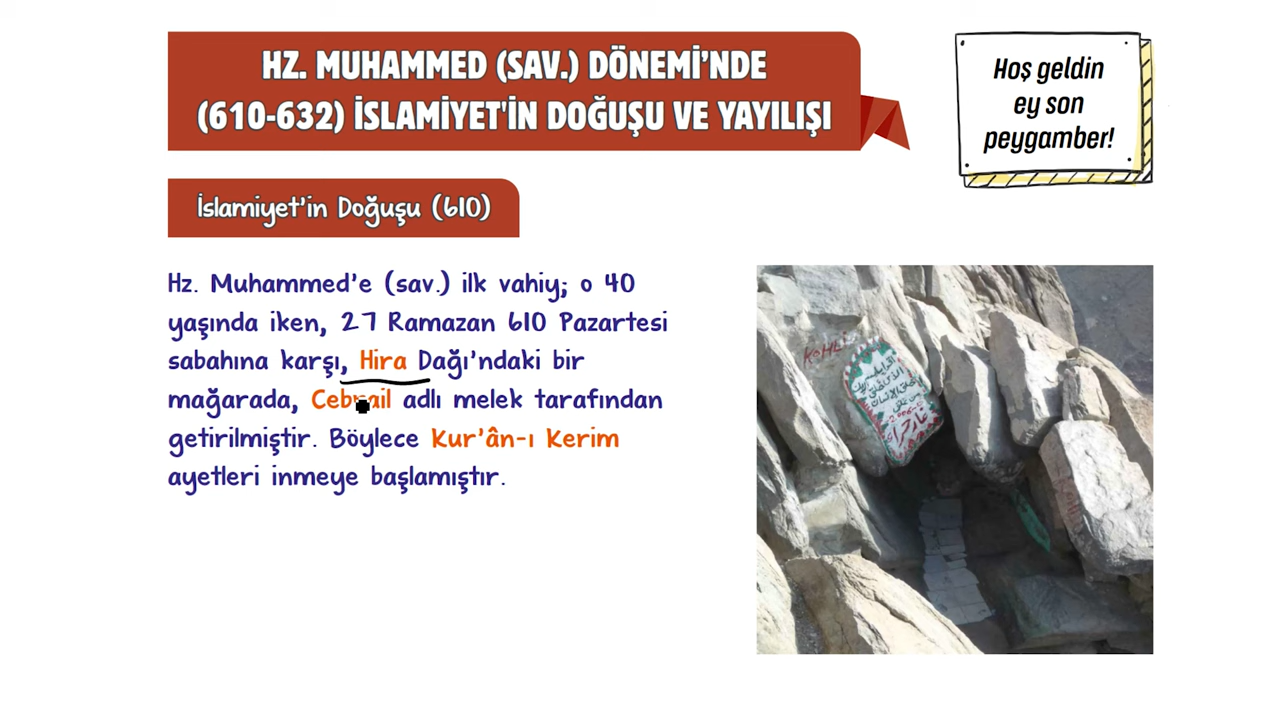 HZ. MUHAMMED (SAV.) DÖNEMİ'NDE
(610-632) İSLAMİYET'İN DOĞUŞU VE YAYILIŞI
Hoş geldin
ey son
peygamber!
İslamiyet'in Doğuşu (610)
Hz. Muhammed'e (sav.) ilk vahiy; o 40
yaşında iken, 27 Ramazan 610 Pazartesi
sabahına karşı, Hira Dağı'ndaki bir
mağarada, Cebrail adlı melek tarafından
getirilmiştir. Böylece Kur'ân-ı Kerim
ayetleri inmeye başlamıştır.
غار حراء